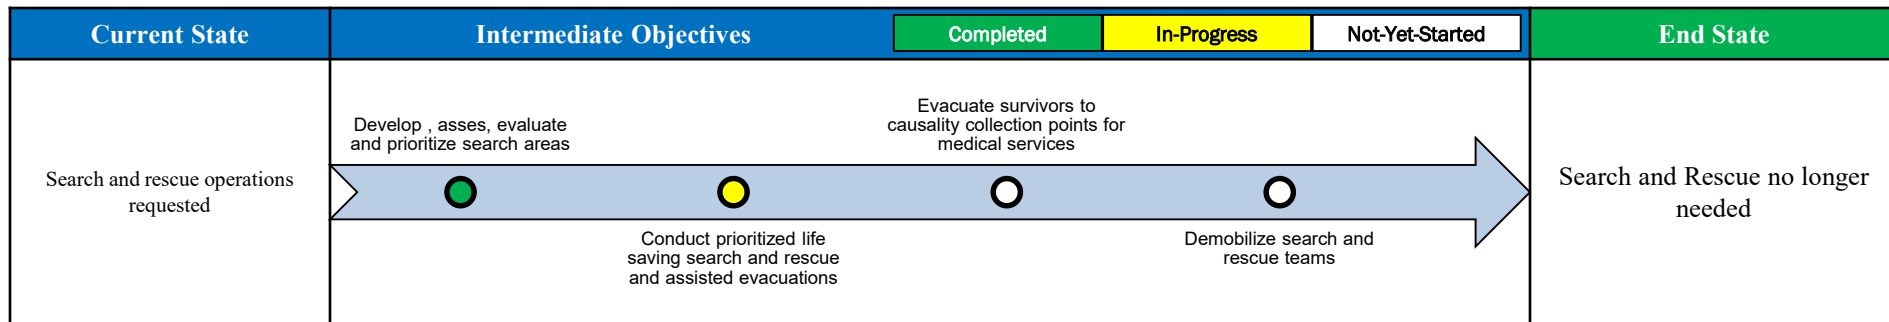 Current State
Intermediate Objectives
Completed
In-Progress
Not-Yet-Started
End State
Search and rescue operations
requested
Develop , asses, evaluate
and prioritize search areas
Conduct prioritized life
saving search and rescue
and assisted evacuations
Evacuate survivors to
causality collection points for
medical services
Demobilize search and
rescue teams
Search and Rescue no longer
needed